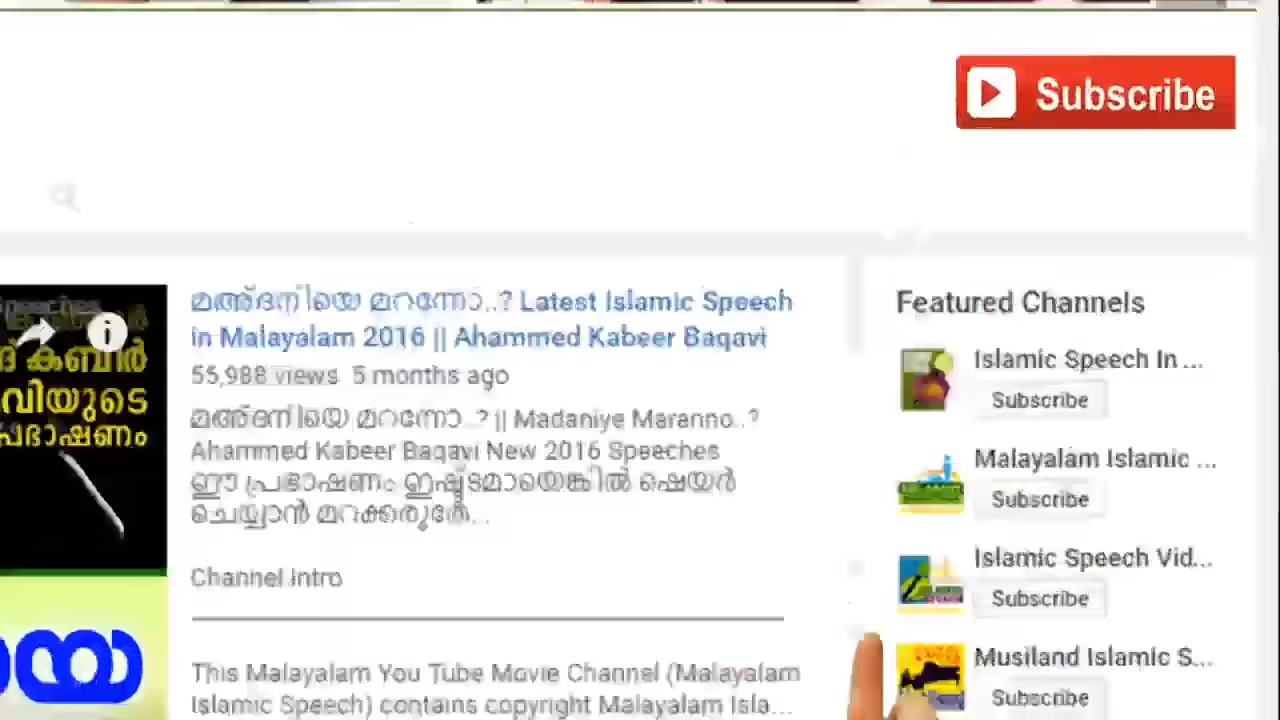 Subscribe
കബീർ
വിയുടെ
പ്രഭാഷണം
മഅ്ദനിയെ മറന്നോ..? Latest Islamic Speech
in Malayalam 2016 || Ahammed Kabeer Baqavi
55,988 views 5 months ago
മഅ്ദനിയെ മറന്നോ..? || Madaniye Maranno..?
Ahammed Kabeer Baqavi New 2016 Speeches
ഈ പ്രഭാഷണം ഇഷ്ടമായെങ്കിൽ ഷെയർ
ചെയ്യാൻ മറക്കരുതേ...
Channel Intro
This Malayalam You Tube Movie Channel (Malayalam
Islamic Speech) contains copyright Malayalam Isla...
Featured Channels
Islamic Speech In ...
Subscribe
Malayalam Islamic ...
Subscribe
Islamic Speech Vid...
Subscribe
Musiland Islamic S...
Subscribe